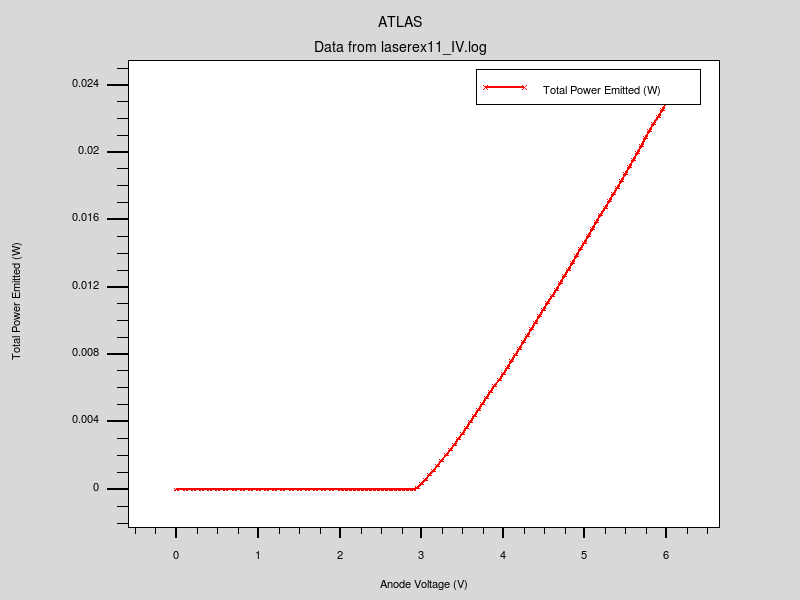 ATLAS
Data from laserex11_IV.log
Total Power Emitted (W)
0.024
0.02
0.016
0.012
0.008
0.004
0
Total Power Emitted (W)
0 1 2 3 4 5 6
Anode Voltage (V)